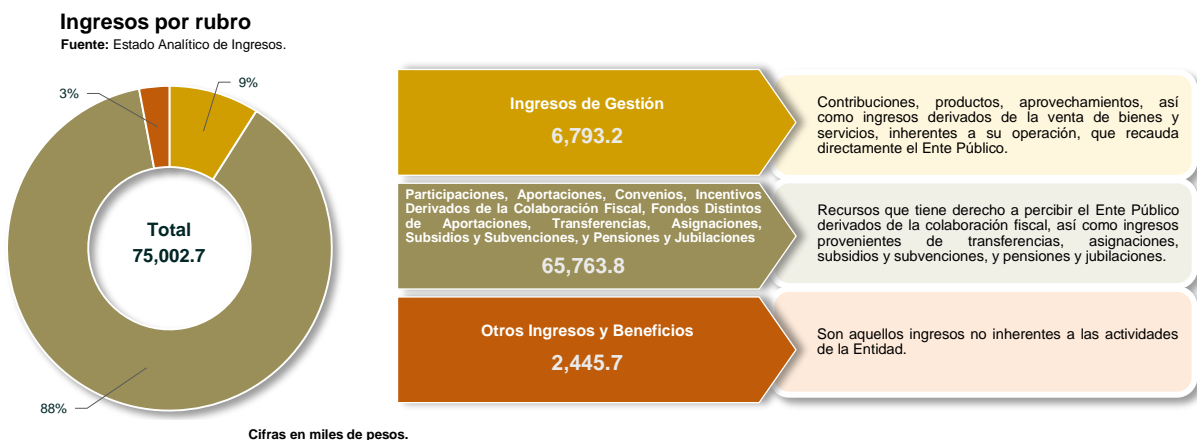 Ingresos por rubro
Fuente: Estado Analítico de Ingresos.
9%
3%
Total
75,002.7
88%
Ingresos de Gestión
6,793.2
Contribuciones, productos, aprovechamientos, así
como ingresos derivados de la venta de bienes y
servicios, inherentes a su operación, que recauda
directamente el Ente Público.
Participaciones, Aportaciones, Convenios, Incentivos
Derivados de la Colaboración Fiscal, Fondos Distintos
de Aportaciones, Transferencias, Asignaciones,
Subsidios y Subvenciones, y Pensiones y Jubilaciones
65,763.8
Recursos que tiene derecho a percibir el Ente Público
derivados de la colaboración fiscal, así como ingresos
provenientes de transferencias, asignaciones,
subsidios y subvenciones, y pensiones y jubilaciones.
Otros Ingresos y Beneficios
2,445.7
Son aquellos ingresos no inherentes a las actividades
de la Entidad.
Cifras en miles de pesos.